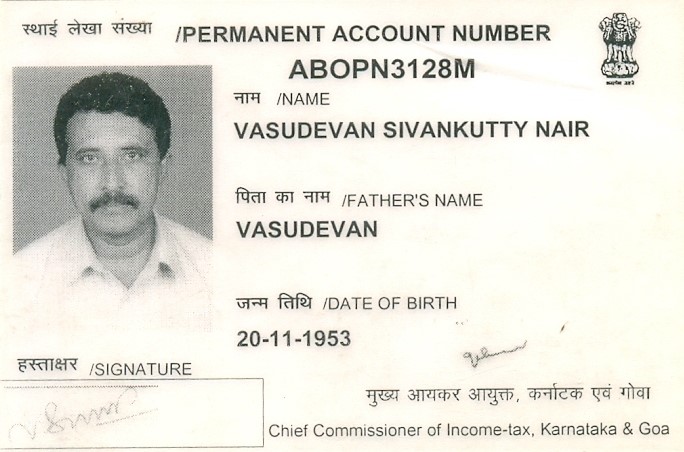 स्थाई लेखा संख्या /PERMANENT ACCOUNT NUMBER
ABOPN3128M
नाम /NAME
VASUDEVAN SIVANKUTTY NAIR
पिता का नाम /FATHER'S NAME
VASUDEVAN
जन्म तिथि /DATE OF BIRTH
20-11-1953
हस्ताक्षर /SIGNATURE
मुख्य आयकर आयुक्त, कर्नाटक एवं गोवा
Chief Commissioner of Income-tax, Karnataka & Goa